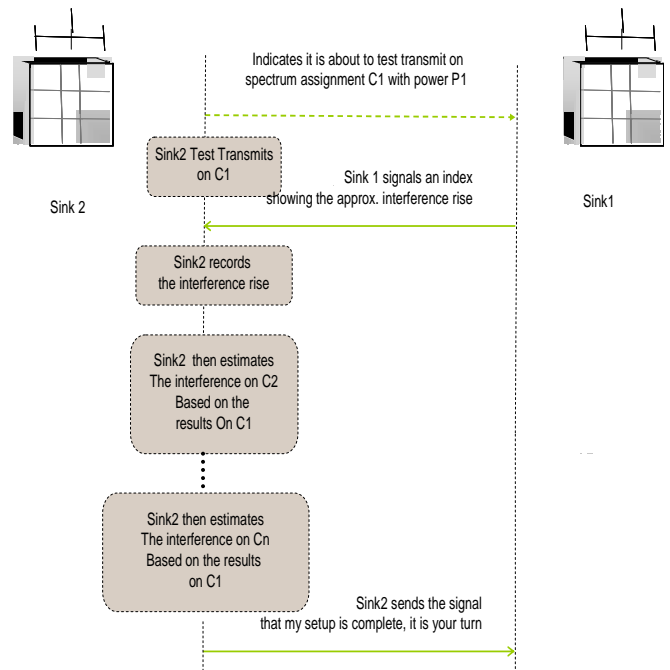 Indicates it is about to test transmit on
spectrum assignment C1 with power P1
Sink2 Test Transmits
on C1
Sink 1 signals an index
showing the approx. interference rise
Sink 2
Sink1
Sink2 records
the interference rise
Sink2 then estimates
The interference on C2
Based on the
results On C1
Sink2 then estimates
The interference on Cn
Based on the results
on C1
Sink2 sends the signal
that my setup is complete, it is your turn